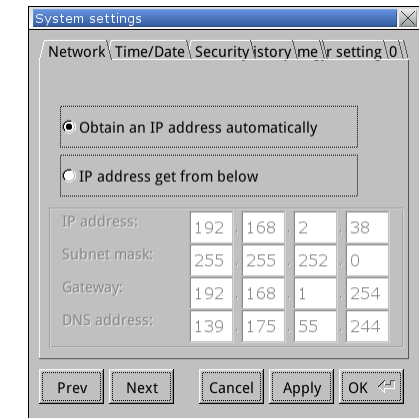 System settings
Network Time/Date Security istory me r setting 0
Obtain an IP address automatically
IP address get from below
IP address: 192 . 168 . 2 . 38
Subnet mask: 255 . 255 . 252 . 0
Gateway: 192 . 168 . 1 . 254
DNS address: 139 . 175 . 55 . 244
Prev Next Cancel Apply OK